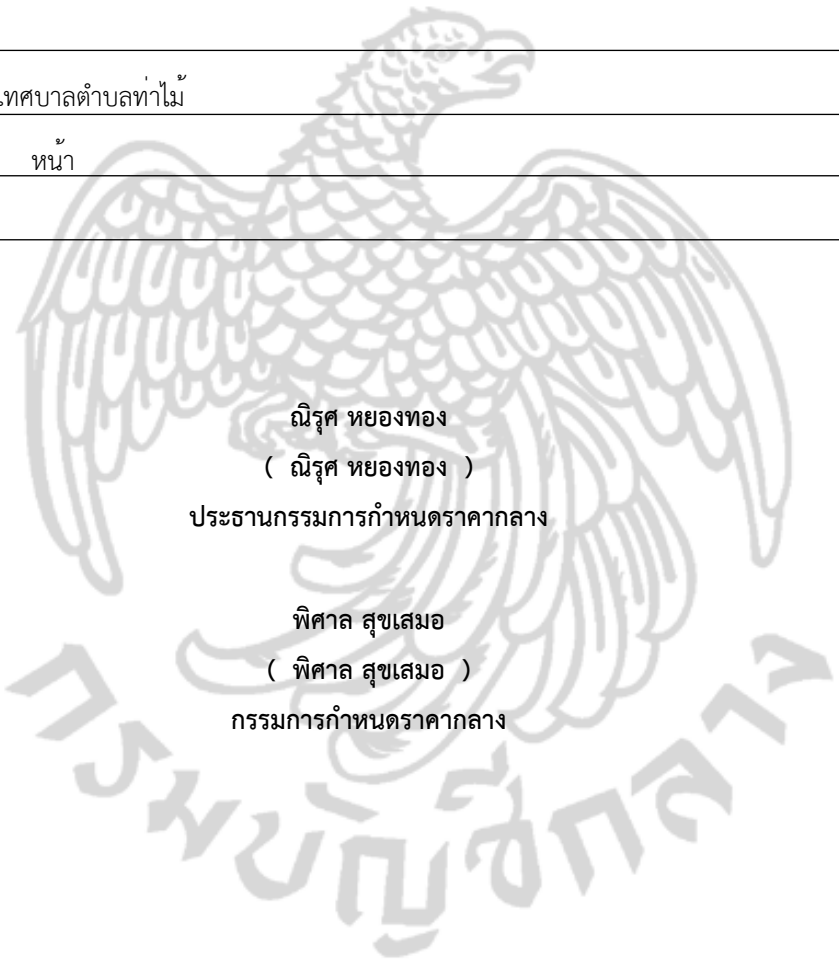 เทศบาลตำบลท่าไม้
หน้า
ณิรุศ หยองทอง
( ณิรุศ หยองทอง )
ประธานกรรมการกำหนดราคากลาง
พิศาล สุขเสมอ
( พิศาล สุขเสมอ )
กรรมการกำหนดราคากลาง
กรมบัญชีกลาง